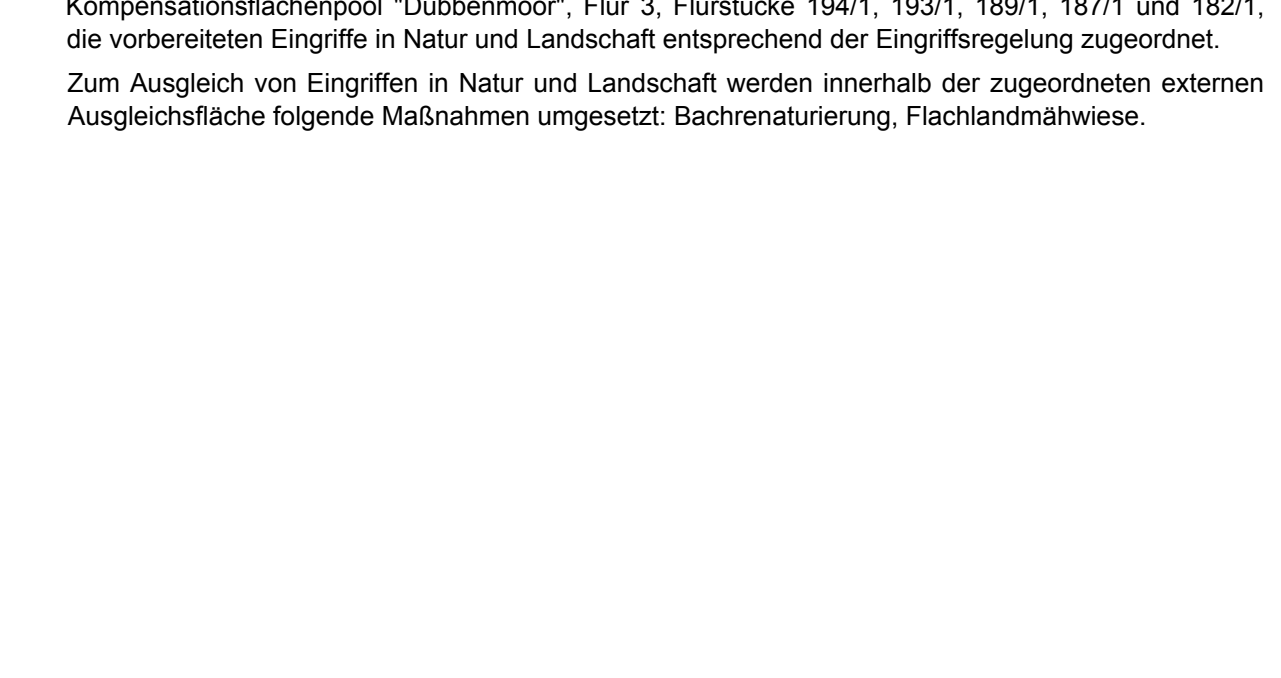 Kompensationsflächenpool "Dubbenmoor", Flur 3, Flurstücke 194/1, 193/1, 189/1, 187/1 und 182/1,
die vorbereiteten Eingriffe in Natur und Landschaft entsprechend der Eingriffsregelung zugeordnet.
Zum Ausgleich von Eingriffen in Natur und Landschaft werden innerhalb der zugeordneten externen
Ausgleichsfläche folgende Maßnahmen umgesetzt: Bachrenaturierung, Flachlandmähwiese.